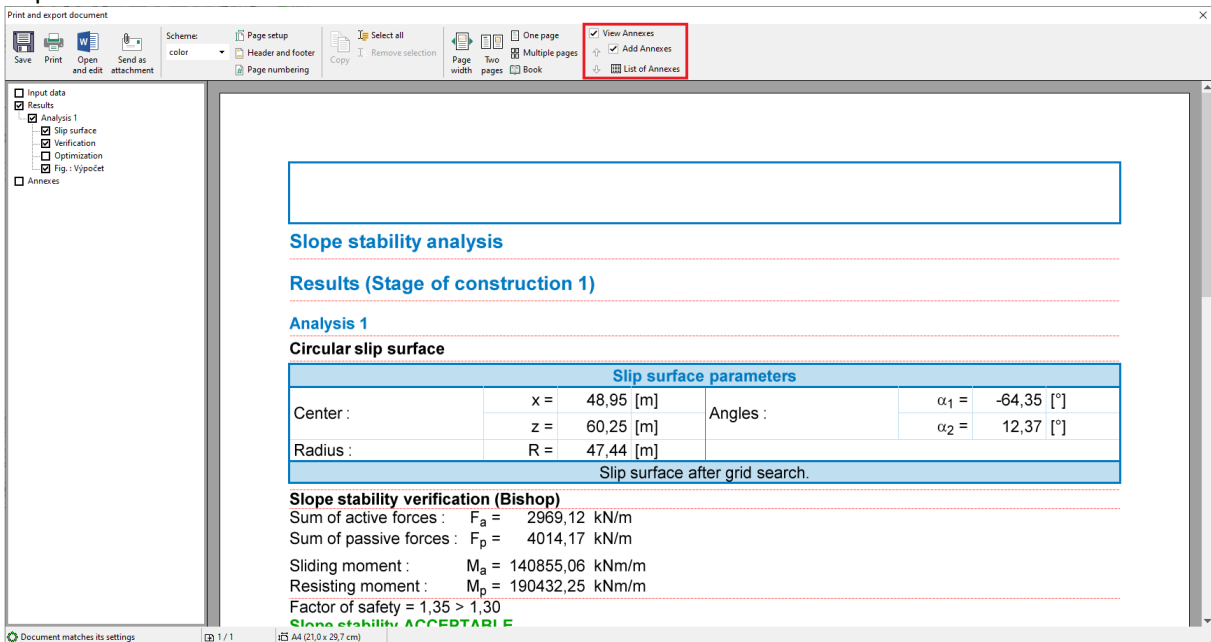 Print and export document
Save Print Open and edit Send as attachment
Scheme:
color
Page setup
Header and footer
Page numbering
Copy
Select all
Remove selection
Page width
Two pages
One page
Multiple pages
Book
View Annexes
Add Annexes
List of Annexes
Input data
Results
Analysis 1
Slip surface
Verification
Optimization
Fig. : Výpočet
Annexes
Slope stability analysis
Results (Stage of construction 1)
Analysis 1
Circular slip surface
Slip surface parameters
Center : x = 48,95 [m] Angles : α1 = -64,35 [°]
z = 60,25 [m] α2 = 12,37 [°]
Radius : R = 47,44 [m]
Slip surface after grid search.
Slope stability verification (Bishop)
Sum of active forces : Fa = 2969,12 kN/m
Sum of passive forces : Fp = 4014,17 kN/m
Sliding moment : Ma = 140855,06 kNm/m
Resisting moment : Mp = 190432,25 kNm/m
Factor of safety = 1,35 > 1,30
Slope stability ACCEPTABLE
Document matches its settings 1 / 1 A4 (21,0 x 29,7 cm)